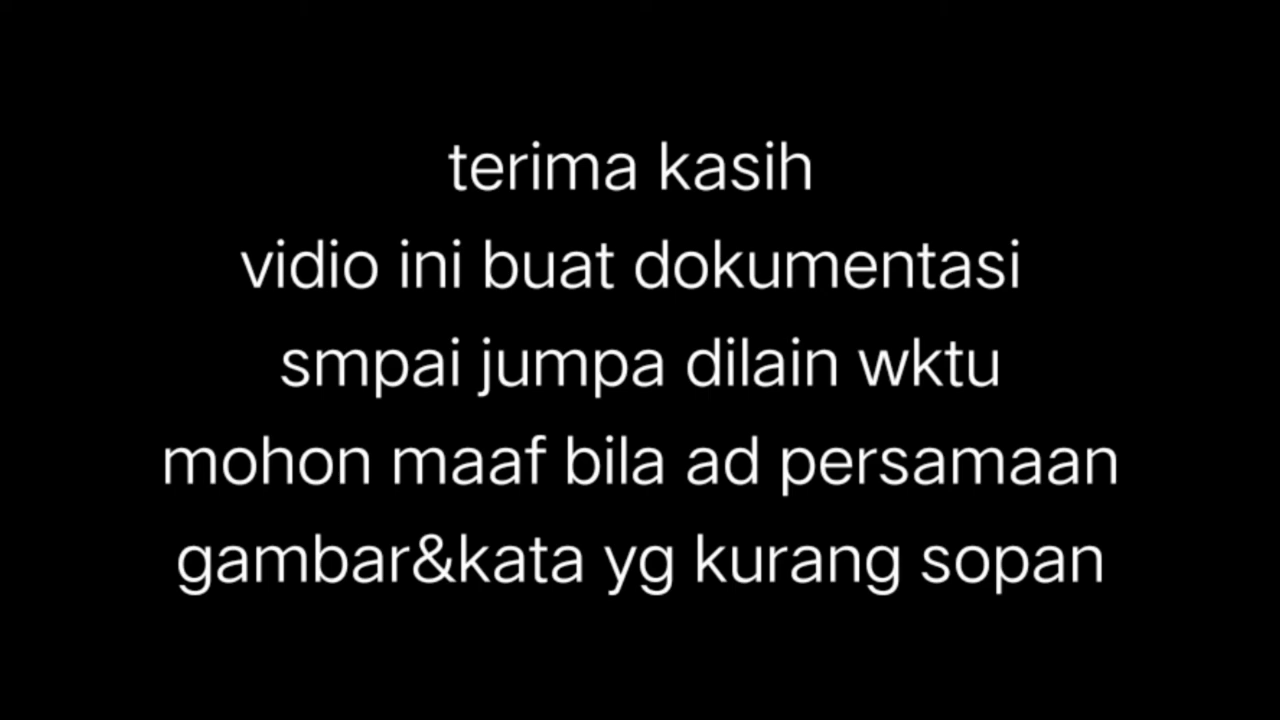 terima kasih
vidio ini buat dokumentasi
smpai jumpa dilain wktu
mohon maaf bila ad persamaan
gambar&kata yg kurang sopan